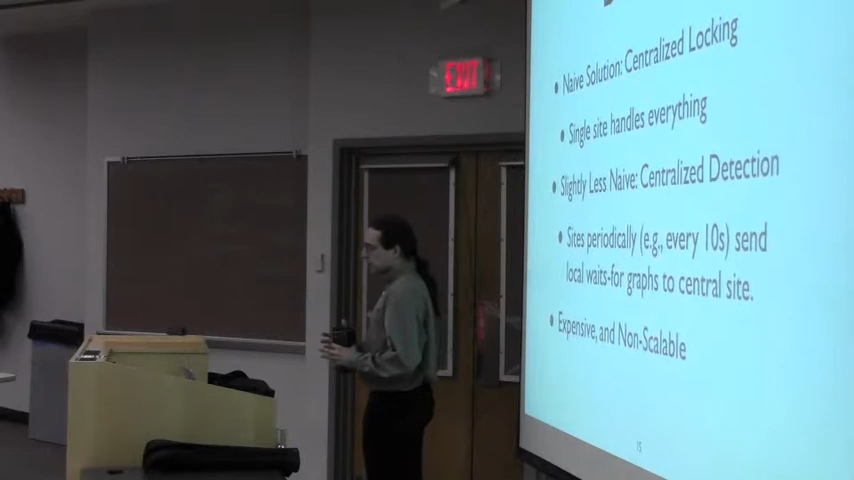 EXIT
• Naive Solution: Centralized Locking
• Single site handles everything
• Slightly Less Naive: Centralized Detection
• Sites periodically (e.g., every 10s) send
local waits-for graphs to central site.
• Expensive, and Non-Scalable
15